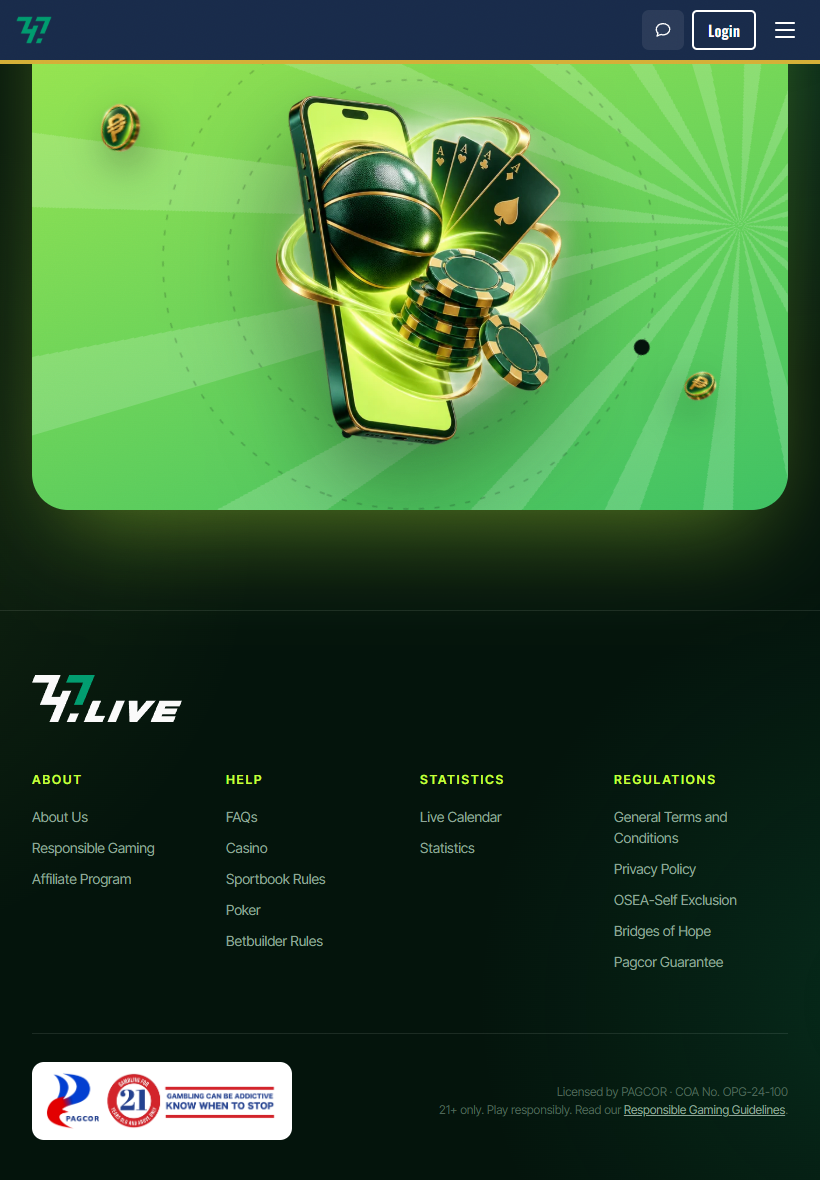 747
Login
A A A A
747.LIVE
ABOUT
About Us
Responsible Gaming
Affiliate Program
HELP
FAQs
Casino
Sportbook Rules
Poker
Betbuilder Rules
STATISTICS
Live Calendar
Statistics
REGULATIONS
General Terms and
Conditions
Privacy Policy
OSEA-Self Exclusion
Bridges of Hope
Pagcor Guarantee
PAGCOR
21
GAMBLING CAN BE ADDICTIVE
KNOW WHEN TO STOP
Licensed by PAGCOR · COA No. OPG-24-100
21+ only. Play responsibly. Read our Responsible Gaming Guidelines.